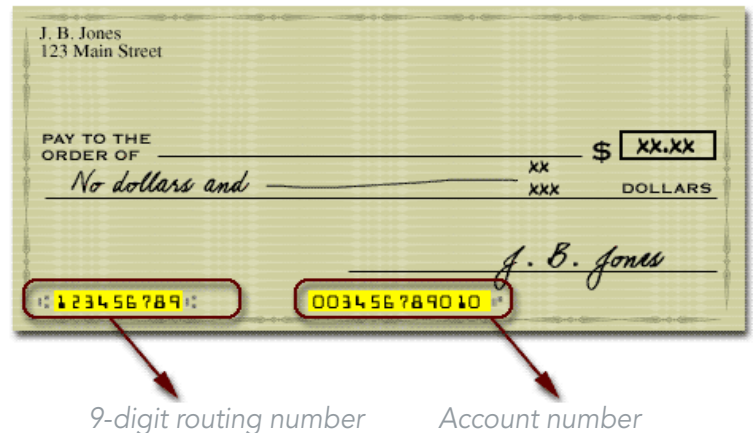 J. B. Jones
123 Main Street
PAY TO THE
ORDER OF
$ xx.xx
No dollars and xx
xxx DOLLARS
J. B. Jones
⑆123456789⑆ 003456789010⑈
9-digit routing number Account number